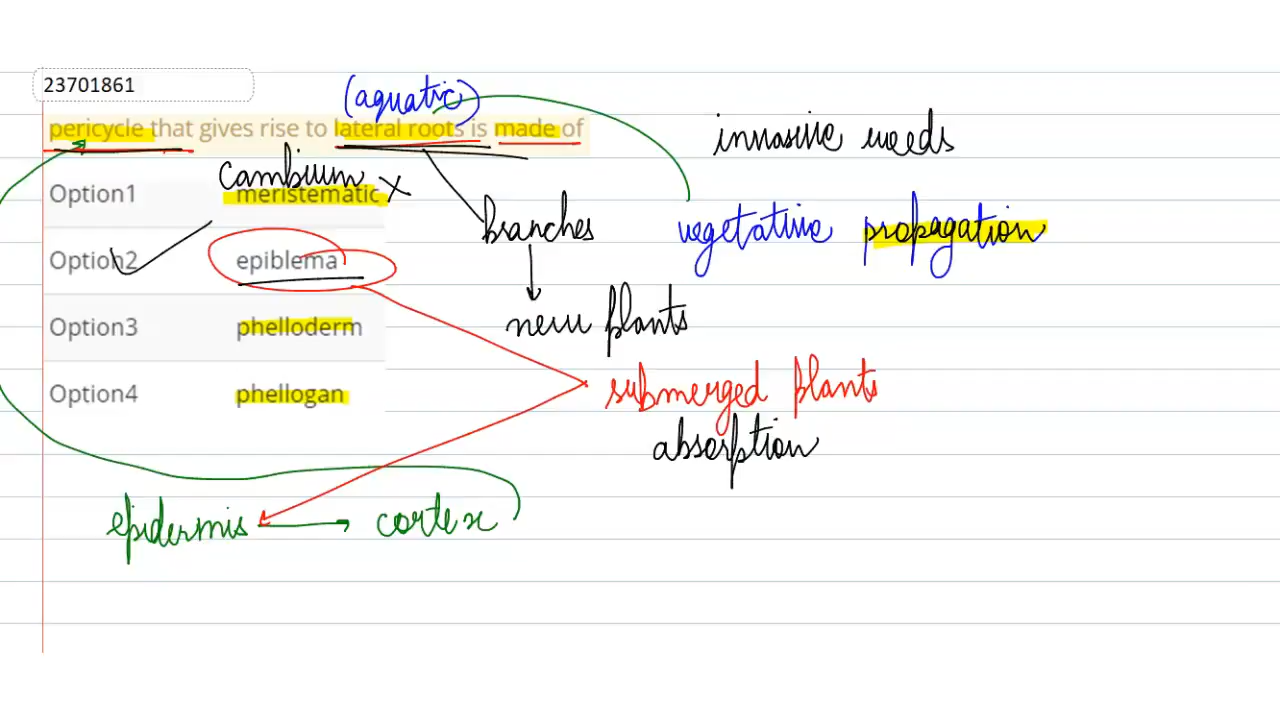 23701861
(aquatic)
pericycle that gives rise to lateral roots is made of
invasive weeds
cambium x
Option1 meristematic
branches
vegetative propagation
Option2 epiblema
new plants
Option3 phelloderm
submerged plants
Option4 phellogan
absorption
epidermis → cortex